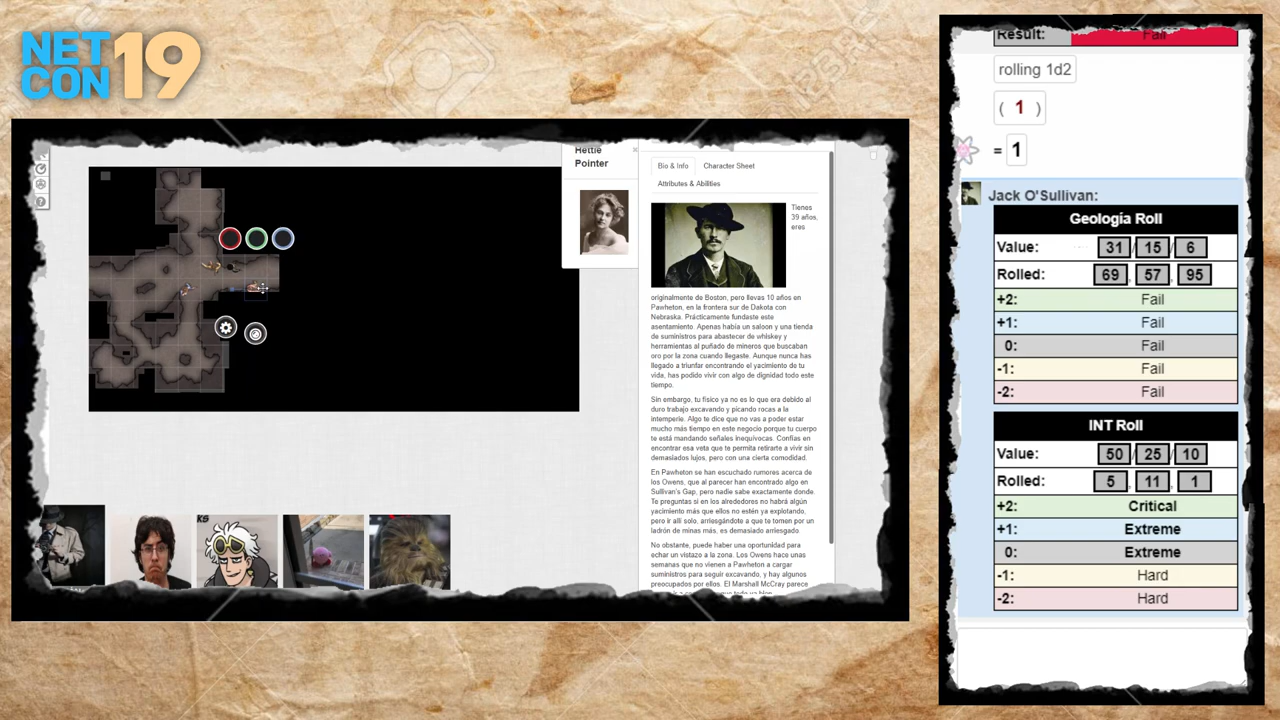 NET
CON 19
Hettie
Pointer
Bio & Info
Character Sheet
Attributes & Abilities
Tienes
39 años,
eres
originalmente de Boston, pero llevas 10 años en
Pawheton, en la frontera sur de Dakota con
Nebraska. Prácticamente fundaste este
asentamiento. Apenas había un saloon y una tienda
de suministros para abastecer de whiskey y
herramientas al puñado de mineros que buscaban
oro por la zona cuando llegaste. Aunque nunca has
llegado a triunfar encontrando el yacimiento de tu
vida, has podido vivir con algo de dignidad todo este
tiempo.
Sin embargo, tu físico ya no es lo que era debido al
duro trabajo excavando y picando rocas a la
intemperie. Algo te dice que no vas a poder estar
mucho más tiempo en este negocio porque tu cuerpo
te está mandando señales inequívocas. Confías en
encontrar esa veta que te permita retirarte a vivir sin
demasiados lujos, pero con una cierta comodidad.
En Pawheton se han escuchado rumores acerca de
los Owens, que al parecer han encontrado algo en
Sullivan's Gap, pero nadie sabe exactamente donde.
Te preguntas si en los alrededores no habrá algún
yacimiento más que ellos no estén ya explotando,
pero ir allí solo, arriesgándote a que te tomen por un
ladrón de minas más, es demasiado arriesgado.
No obstante, puede haber una oportunidad para
echar un vistazo a la zona. Los Owens hace unas
semanas que no vienen a Pawheton a cargar
suministros para seguir excavando, y hay algunos
preocupados por ellos. El Marshall McCray parece
KS
Result: Fail
rolling 1d2
( 1 )
= 1
Jack O'Sullivan:
Geología Roll
Value: 31 / 15 / 6
Rolled: 69 , 57 , 95
+2: Fail
+1: Fail
0: Fail
-1: Fail
-2: Fail
INT Roll
Value: 50 / 25 / 10
Rolled: 5 , 11 , 1
+2: Critical
+1: Extreme
0: Extreme
-1: Hard
-2: Hard